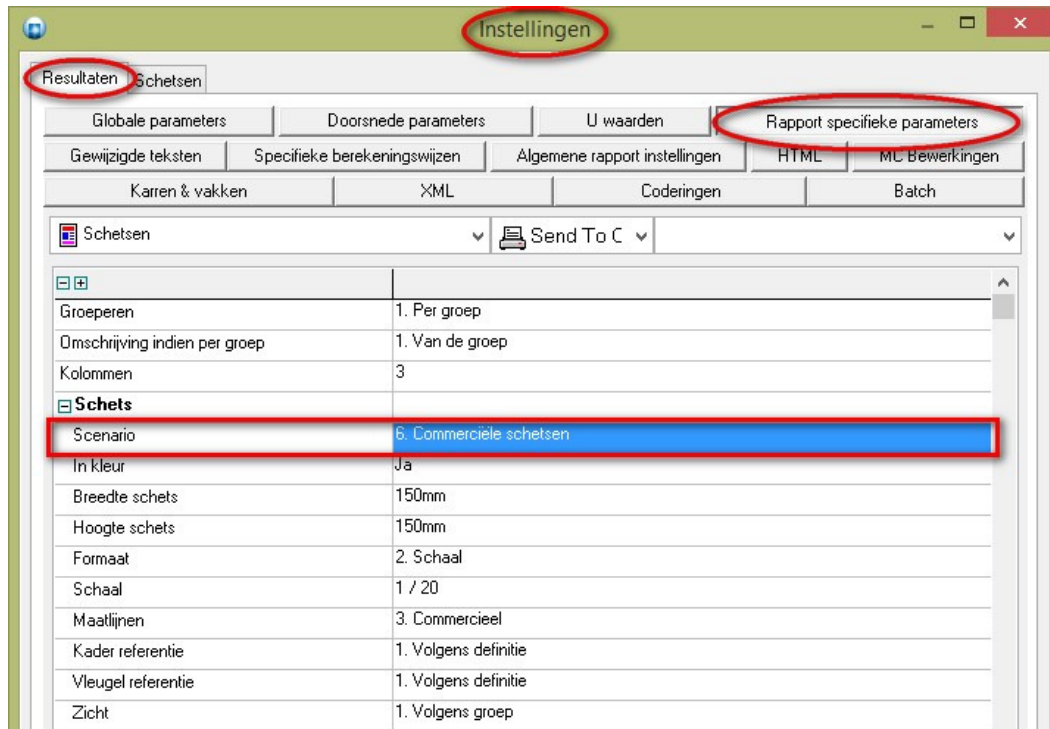 Instellingen
Resultaten Schetsen
Globale parameters Doorsnede parameters U waarden Rapport specifieke parameters
Gewijzigde teksten Specifieke berekeningswijzen Algemene rapport instellingen HTML MC Bewerkingen
Karren & vakken XML Coderingen Batch
Schetsen Send To C
Groeperen 1. Per groep
Omschrijving indien per groep 1. Van de groep
Kolommen 3
Schets
Scenario 6. Commerciële schetsen
In kleur Ja
Breedte schets 150mm
Hoogte schets 150mm
Formaat 2. Schaal
Schaal 1 / 20
Maatlijnen 3. Commercieel
Kader referentie 1. Volgens definitie
Vleugel referentie 1. Volgens definitie
Zicht 1. Volgens groep